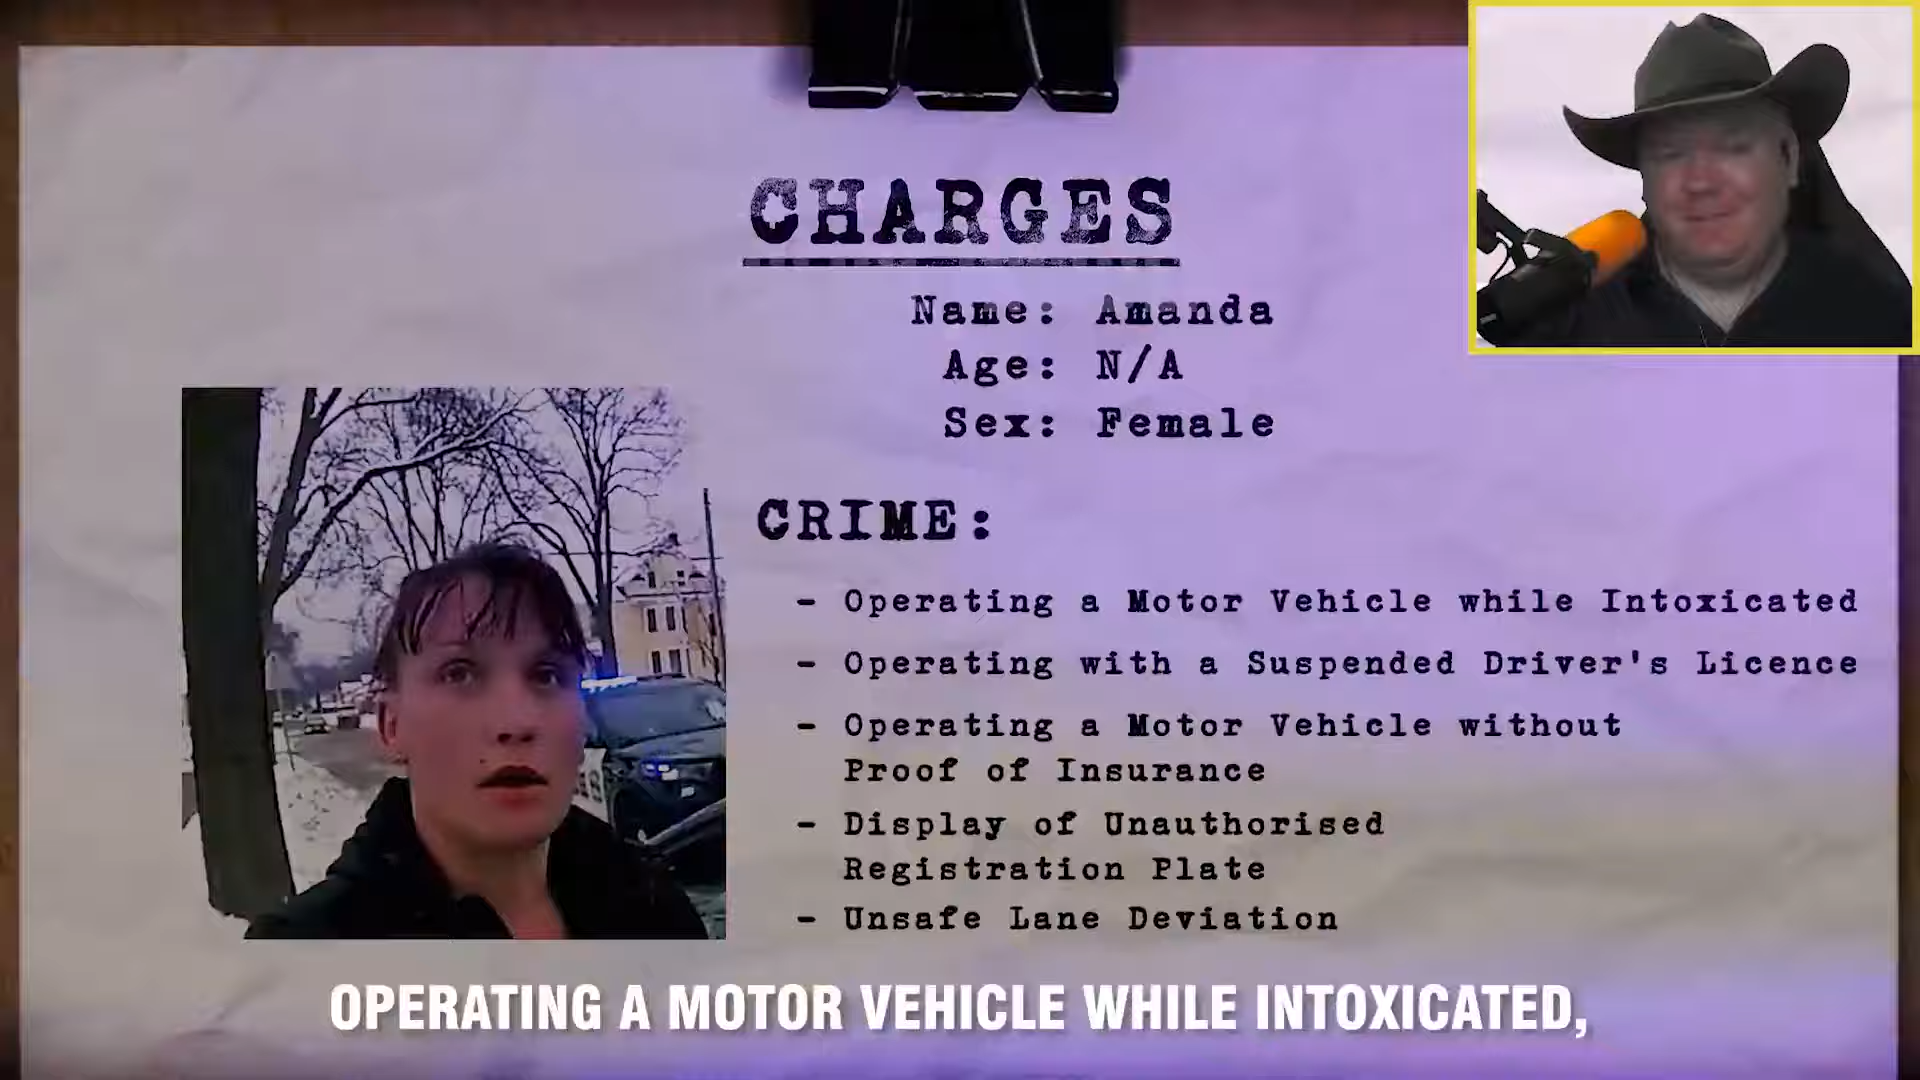 CHARGES
Name: Amanda
Age: N/A
Sex: Female
CRIME:
- Operating a Motor Vehicle while Intoxicated
- Operating with a Suspended Driver's Licence
- Operating a Motor Vehicle without
Proof of Insurance
- Display of Unauthorised
Registration Plate
- Unsafe Lane Deviation
OPERATING A MOTOR VEHICLE WHILE INTOXICATED,